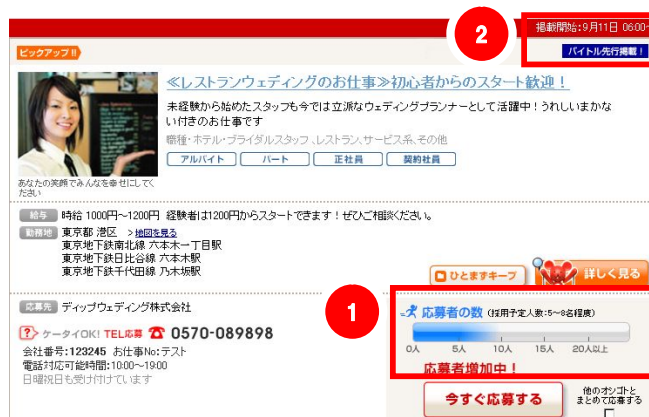 掲載開始:9月11日 06:00~
2
ピックアップ!!
バイトル先行掲載!
≪レストランウェディングのお仕事≫初心者からのスタート歓迎!
未経験から始めたスタッフも今では立派なウェディングプランナーとして活躍中!うれしいまかな
い付きのお仕事です
職種・ホテル・ブライダルスタッフ、レストラン、サービス系、その他
アルバイト パート 正社員 契約社員
あなたの笑顔でみんなを幸せにしてく
ださい
給与 時給 1000円~1200円 経験者は1200円からスタートできます!ぜひご相談ください。
勤務地 東京都 港区 >地図を見る
東京地下鉄南北線 六本木一丁目駅
東京地下鉄日比谷線 六本木駅
東京地下鉄千代田線 乃木坂駅
ひとまずキープ 詳しく見る
応募先 ディップウェディング株式会社
ケータイOK! TEL応募 0570-089898
会社番号:123245 お仕事No:テスト
電話対応可能時間:10:00~19:00
日曜祝日も受け付けています
1
応募者の数 (採用予定人数:5~8名程度)
0人 5人 10人 15人 20人以上
応募者増加中!
今すぐ応募する
他のオシゴトと
まとめて応募する